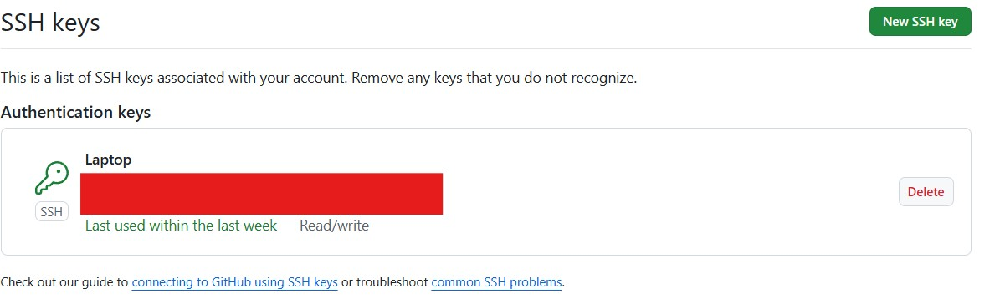 SSH keys
New SSH key
This is a list of SSH keys associated with your account. Remove any keys that you do not recognize.
Authentication keys
Laptop
SSH
Last used within the last week — Read/write
Delete
Check out our guide to connecting to GitHub using SSH keys or troubleshoot common SSH problems.